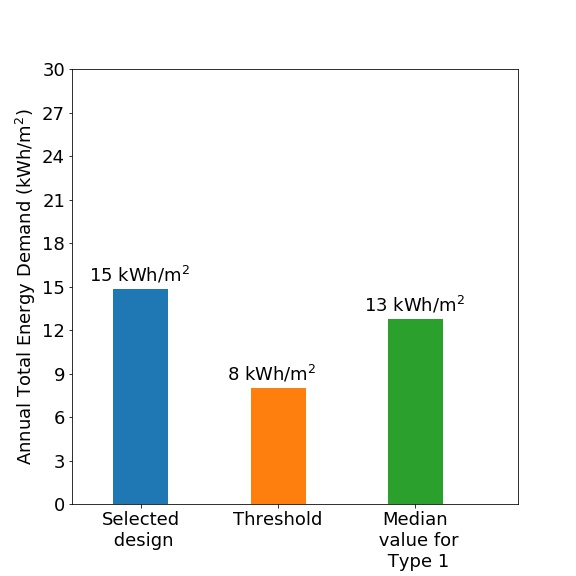 Annual Total Energy Demand (kWh/m²)
30
27
24
21
18
15
12
9
6
3
0
15 kWh/m²
8 kWh/m²
13 kWh/m²
Selected
design
Threshold
Median
value for
Type 1